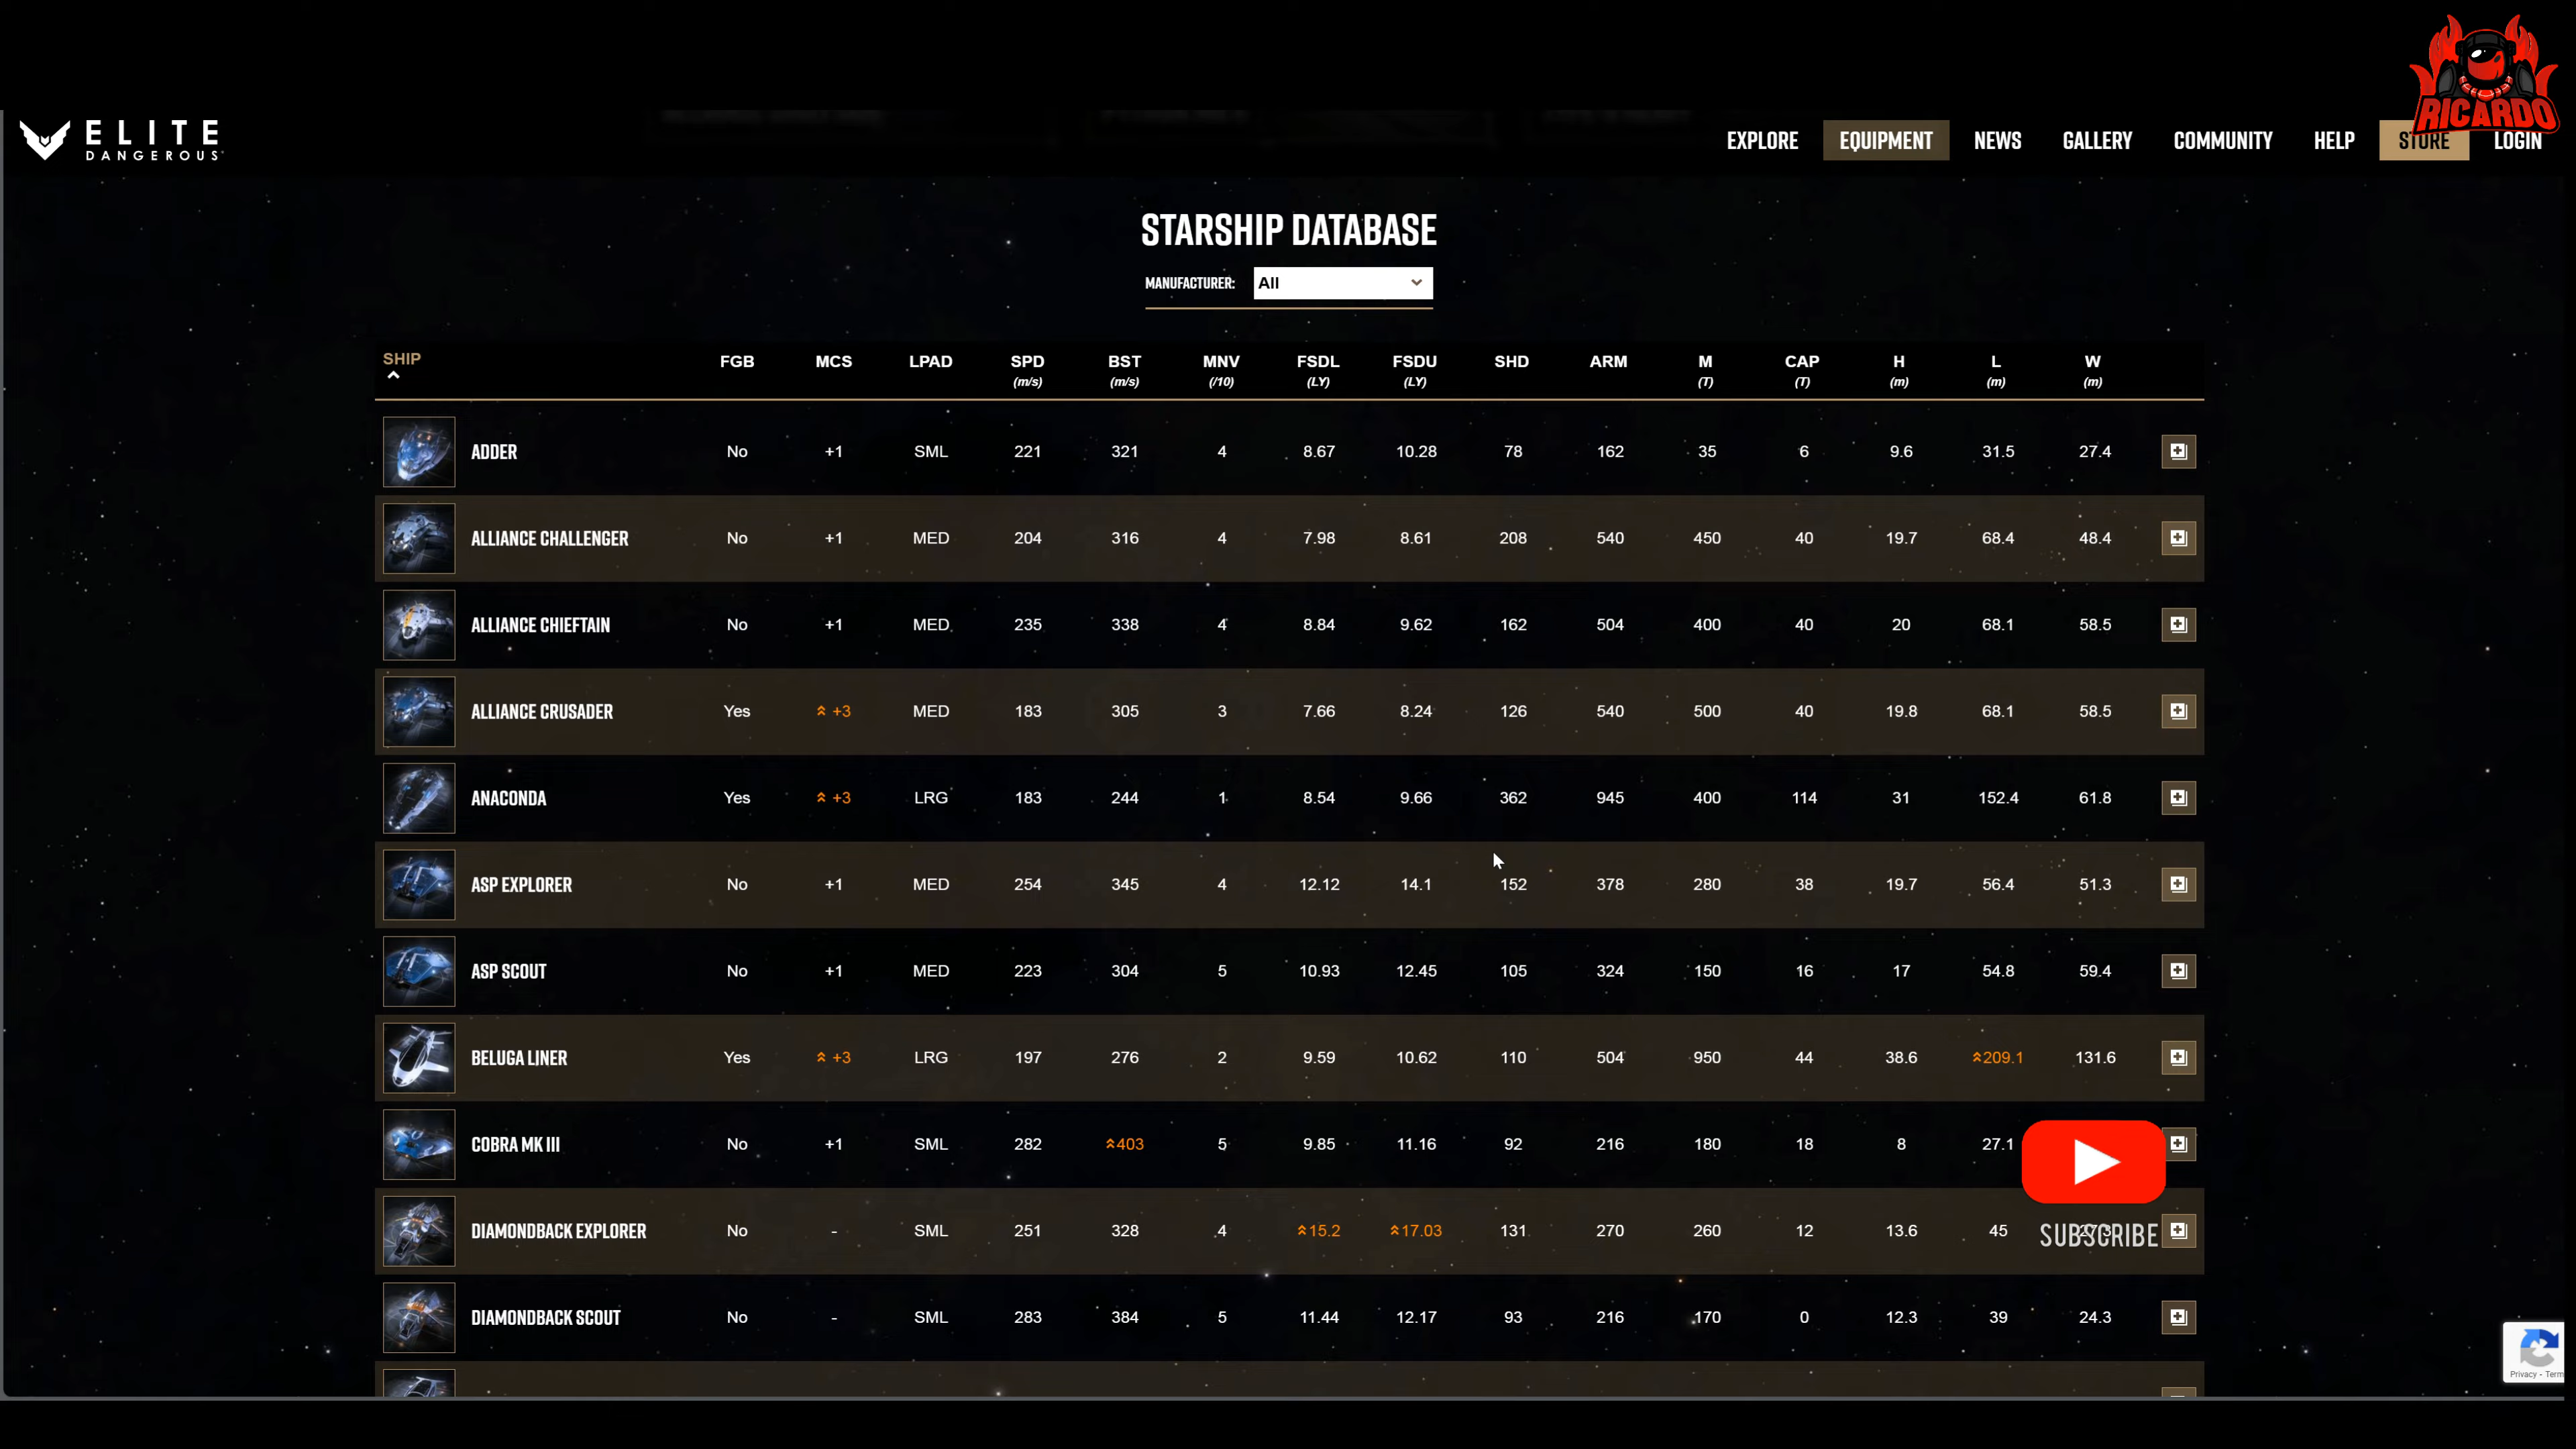 RICARDO
ELITE
DANGEROUS
EXPLORE EQUIPMENT NEWS GALLERY COMMUNITY HELP STORE LOGIN
STARSHIP DATABASE
MANUFACTURER: All
SHIP FGB MCS LPAD SPD BST MNV FSDL FSDU SHD ARM M CAP H L W
(m/s) (m/s) (/10) (LY) (LY) (T) (T) (m) (m) (m)
ADDER No +1 SML 221 321 4 8.67 10.28 78 162 35 6 9.6 31.5 27.4
ALLIANCE CHALLENGER No +1 MED 204 316 4 7.98 8.61 208 540 450 40 19.7 68.4 48.4
ALLIANCE CHIEFTAIN No +1 MED 235 338 4 8.84 9.62 162 504 400 40 20 68.1 58.5
ALLIANCE CRUSADER Yes +3 MED 183 305 3 7.66 8.24 126 540 500 40 19.8 68.1 58.5
ANACONDA Yes +3 LRG 183 244 1 8.54 9.66 362 945 400 114 31 152.4 61.8
ASP EXPLORER No +1 MED 254 345 4 12.12 14.1 152 378 280 38 19.7 56.4 51.3
ASP SCOUT No +1 MED 223 304 5 10.93 12.45 105 324 150 16 17 54.8 59.4
BELUGA LINER Yes +3 LRG 197 276 2 9.59 10.62 110 504 950 44 38.6 209.1 131.6
COBRA MK III No +1 SML 282 403 5 9.85 11.16 92 216 180 18 8 27.1
DIAMONDBACK EXPLORER No - SML 251 328 4 15.2 17.03 131 270 260 12 13.6 45
SUBSCRIBE
DIAMONDBACK SCOUT No - SML 283 384 5 11.44 12.17 93 216 170 0 12.3 39 24.3
Privacy - Term